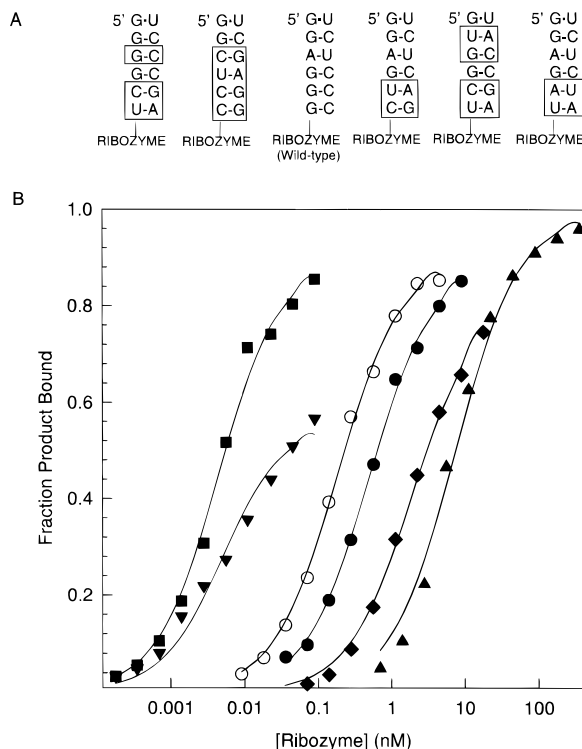 A
5' G·U 5' G·U 5' G·U 5' G·U 5' G·U 5' G·U
G-C G-C G-C G-C U-A G-C
G-C C-G A-U A-U G-C A-U
G-C U-A G-C G-C G-C G-C
C-G C-G G-C U-A C-G A-U
U-A C-G G-C C-G U-A U-A
RIBOZYME RIBOZYME RIBOZYME RIBOZYME RIBOZYME RIBOZYME
(Wild-type)
B
1.0
0.8
0.6
0.4
0.2
Fraction Product Bound
0.001 0.01 0.1 1 10 100
[Ribozyme] (nM)